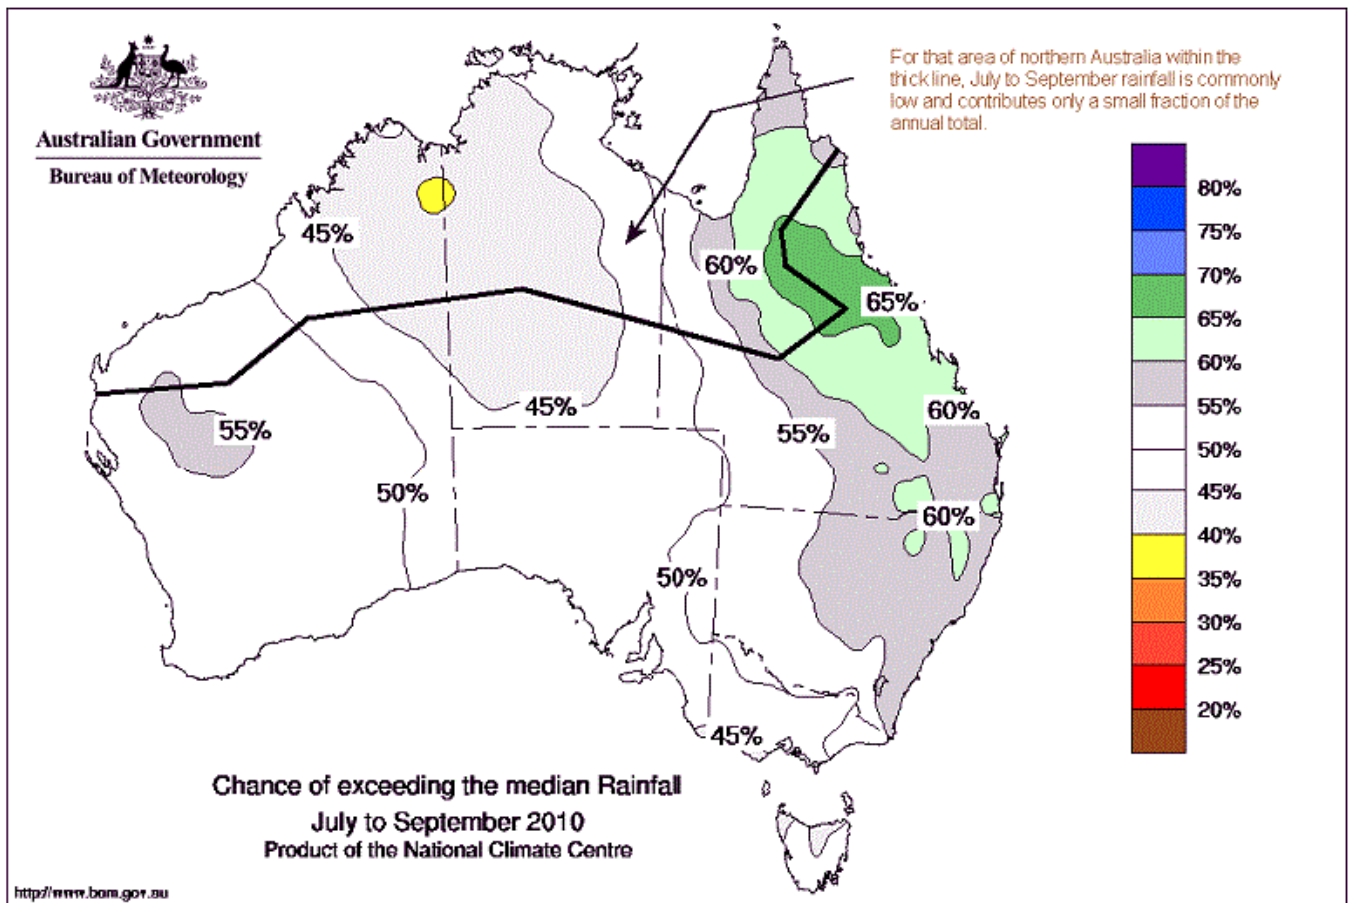 Australian Government
Bureau of Meteorology
For that area of northern Australia within the
thick line, July to September rainfall is commonly
low and contributes only a small fraction of the
annual total.
80%
75%
70%
65%
60%
55%
50%
45%
40%
35%
30%
25%
20%
45%
60%
65%
45%
60%
55%
55%
50%
60%
50%
45%
Chance of exceeding the median Rainfall
July to September 2010
Product of the National Climate Centre
http://www.bom.gov.au